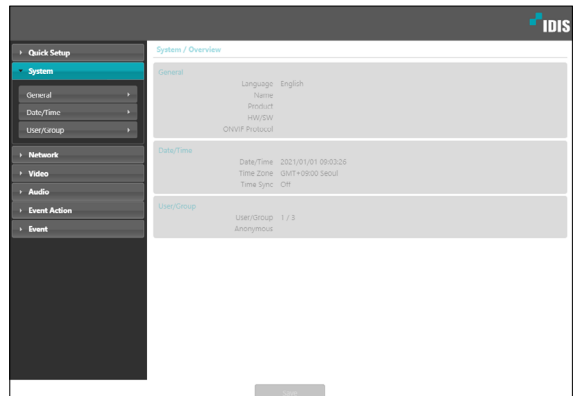 IDIS
Quick Setup
System
General
Date/Time
User/Group
Network
Video
Audio
Event Action
Event
System / Overview
General
Language English
Name
Product
HW/SW
ONVIF Protocol
Date/Time
Date/Time 2021/01/01 09:03:26
Time Zone GMT+09:00 Seoul
Time Sync Off
User/Group
User/Group 1 / 3
Anonymous
Save